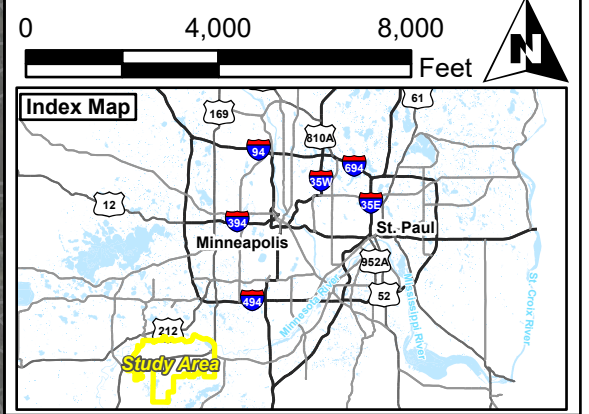 0 4,000 8,000
Feet
N
Index Map
61
169
810A
94
694
35W
35E
12
394
St. Paul
Minneapolis
952A
494
52
Minnesota River
Mississippi River
St. Croix River
212
Study Area